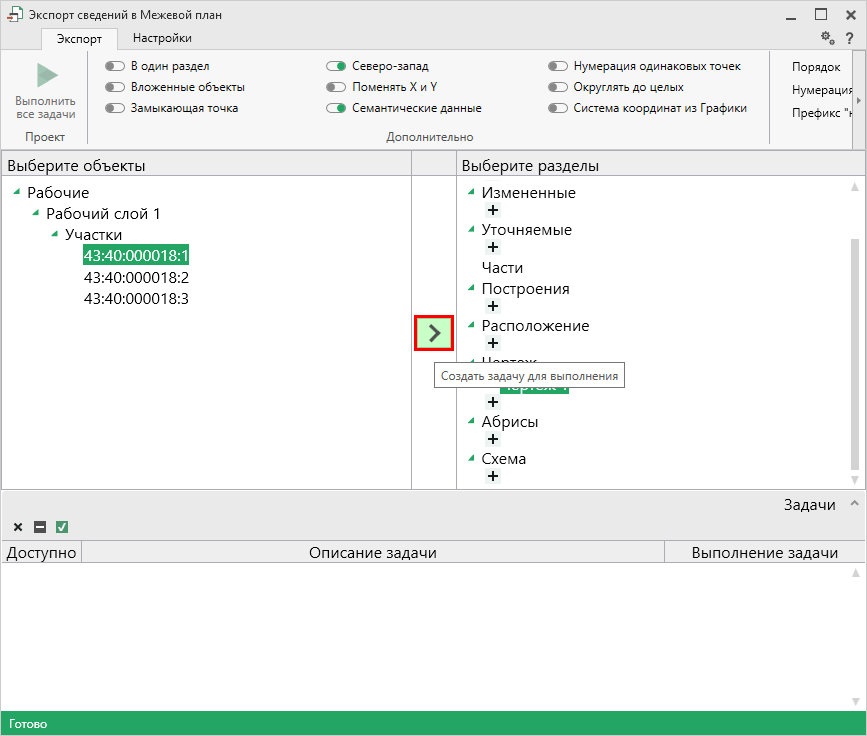 Экспорт сведений в Межевой план
Экспорт
Настройки
?
Выполнить
все задачи
Проект
В один раздел
Вложенные объекты
Замыкающая точка
Северо-запад
Поменять X и Y
Семантические данные
Нумерация одинаковых точек
Округлять до целых
Система координат из Графики
Дополнительно
Порядок
Нумерация
Префикс "н
Выберите объекты
Рабочие
Рабочий слой 1
Участки
43:40:000018:1
43:40:000018:2
43:40:000018:3
Выберите разделы
Измененные
+
Уточняемые
+
Части
Построения
+
Расположение
+
Чертеж
Создать задачу для выполнения
+
Абрисы
+
Схема
+
Задачи
Доступно
Описание задачи
Выполнение задачи
Готово